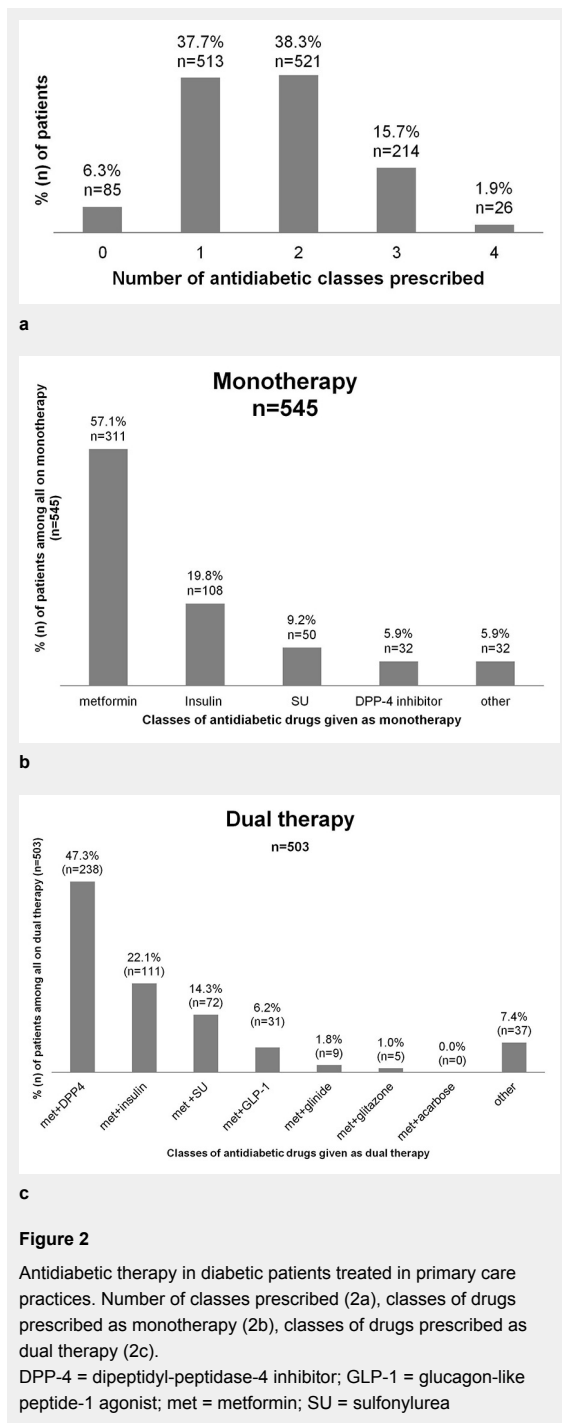 37.7%
n=513
38.3%
n=521
15.7%
n=214
6.3%
n=85
1.9%
n=26
% (n) of patients
0 1 2 3 4
Number of antidiabetic classes prescribed
a
Monotherapy
n=545
% (n) of patients among all on monotherapy
(n=545)
57.1%
n=311
19.8%
n=108
9.2%
n=50
5.9%
n=32
5.9%
n=32
metformin Insulin SU DPP-4 inhibitor other
Classes of antidiabetic drugs given as monotherapy
b
Dual therapy
n=503
% (n) of patients among all on dual therapy (n=503)
47.3%
(n=238)
22.1%
(n=111)
14.3%
(n=72)
6.2%
(n=31)
1.8%
(n=9)
1.0%
(n=5)
0.0%
(n=0)
7.4%
(n=37)
met+DPP4
met+insulin
met +SU
met+GLP-1
met+glinide
met+glitazone
met+acarbose
other
Classes of antidiabetic drugs given as dual therapy
c
Figure 2
Antidiabetic therapy in diabetic patients treated in primary care
practices. Number of classes prescribed (2a), classes of drugs
prescribed as monotherapy (2b), classes of drugs prescribed as
dual therapy (2c).
DPP-4 = dipeptidyl-peptidase-4 inhibitor; GLP-1 = glucagon-like
peptide-1 agonist; met = metformin; SU = sulfonylurea